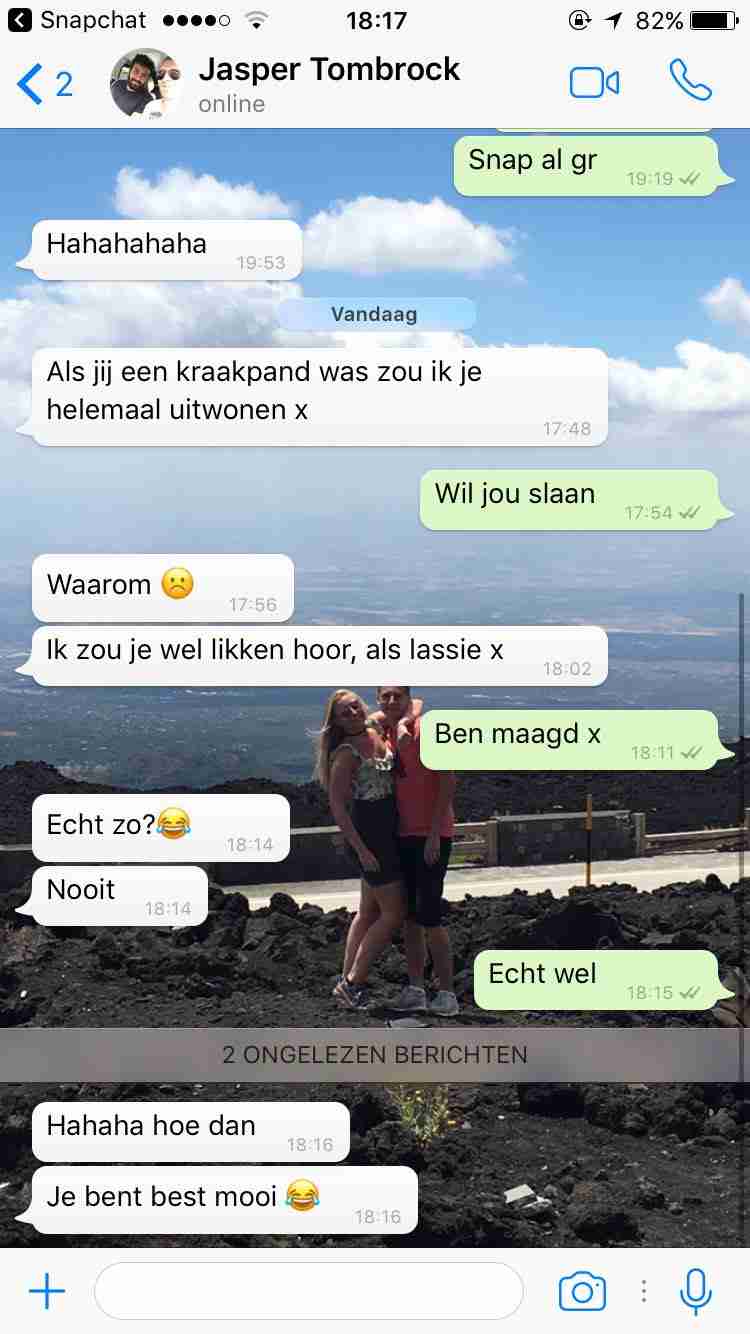 Snapchat 18:17 82%
2 Jasper Tombrock
online
Snap al gr 19:19
Hahahahaha 19:53
Vandaag
Als jij een kraakpand was zou ik je
helemaal uitwonen x 17:48
Wil jou slaan 17:54
Waarom ☹️ 17:56
Ik zou je wel likken hoor, als lassie x 18:02
Ben maagd x 18:11
Echt zo?😂 18:14
Nooit 18:14
Echt wel 18:15
2 ONGELEZEN BERICHTEN
Hahaha hoe dan 18:16
Je bent best mooi 😂 18:16